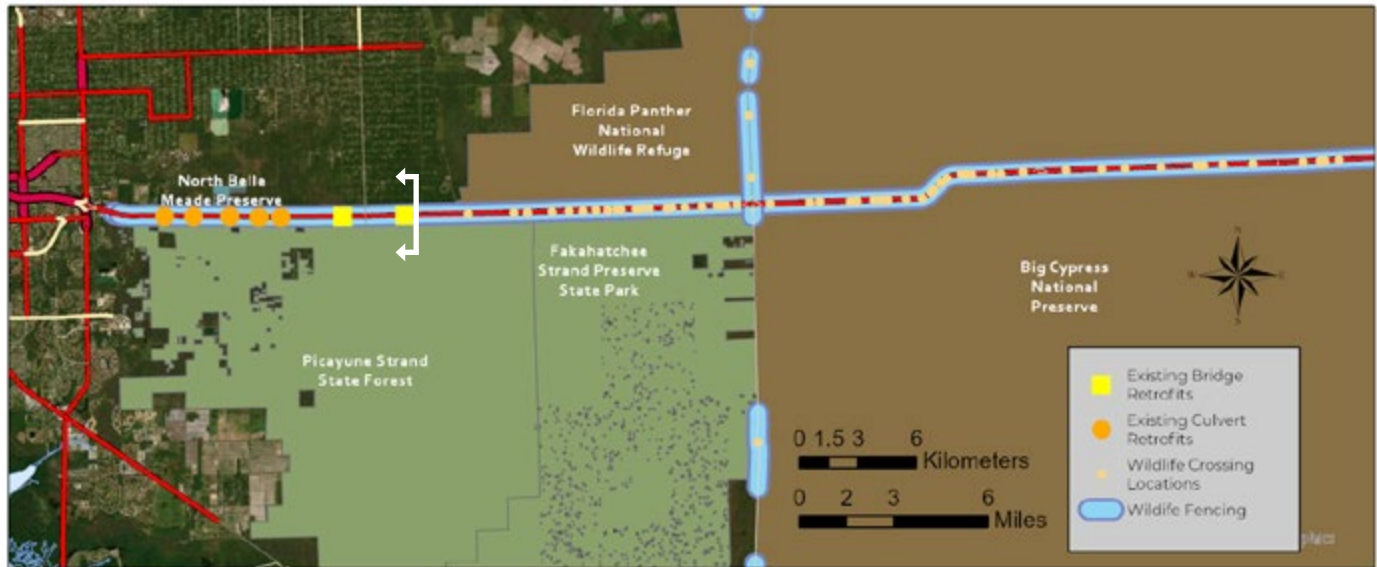 Florida Panther
National
Wildlife Refuge
North Belle
Meade Preserve
Fakahatchee
Strand Preserve
State Park
Big Cypress
National
Preserve
N
W
E
S
Picayune Strand
State Forest
0 1.5 3 6
Kilometers
0 2 3 6
Miles
Existing Bridge
Retrofits
Existing Culvert
Retrofits
Wildlife Crossing
Locations
Wildlife Fencing